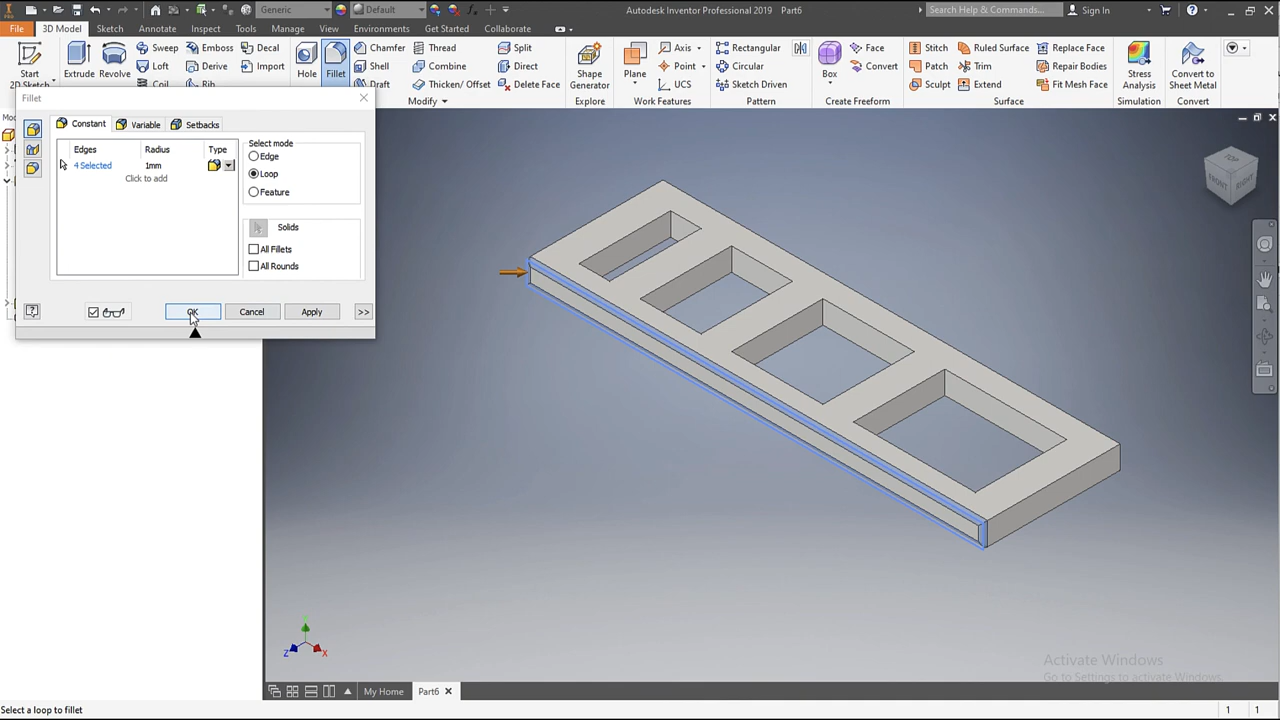 Generic
Default
Autodesk Inventor Professional 2019 Part6
Search Help & Commands...
Sign In
File
3D Model
Sketch
Annotate
Inspect
Tools
Manage
View
Environments
Get Started
Collaborate
Start
2D Sketch
Extrude
Revolve
Sweep
Loft
Coil
Emboss
Derive
Rib
Decal
Import
Hole
Fillet
Chamfer
Shell
Draft
Thread
Combine
Thicken/ Offset
Split
Direct
Delete Face
Shape
Generator
Plane
Axis
Point
UCS
Rectangular
Circular
Mirror
Box
Face
Convert
Stitch
Patch
Sculpt
Ruled Surface
Trim
Extend
Replace Face
Repair Bodies
Fit Mesh Face
Stress
Analysis
Convert to
Sheet Metal
Modify
Explore
Work Features
Pattern
Create Freeform
Surface
Simulation
Convert
Fillet
Constant
Variable
Setbacks
Edges
Radius
Type
4 Selected
1mm
Click to add
Select mode
Edge
Loop
Feature
Solids
All Fillets
All Rounds
OK
Cancel
Apply
>>
TOP
FRONT
RIGHT
Z
X
Activate Windows
Go to Settings to activate Windows.
My Home
Part6
Select a loop to fillet
1
1